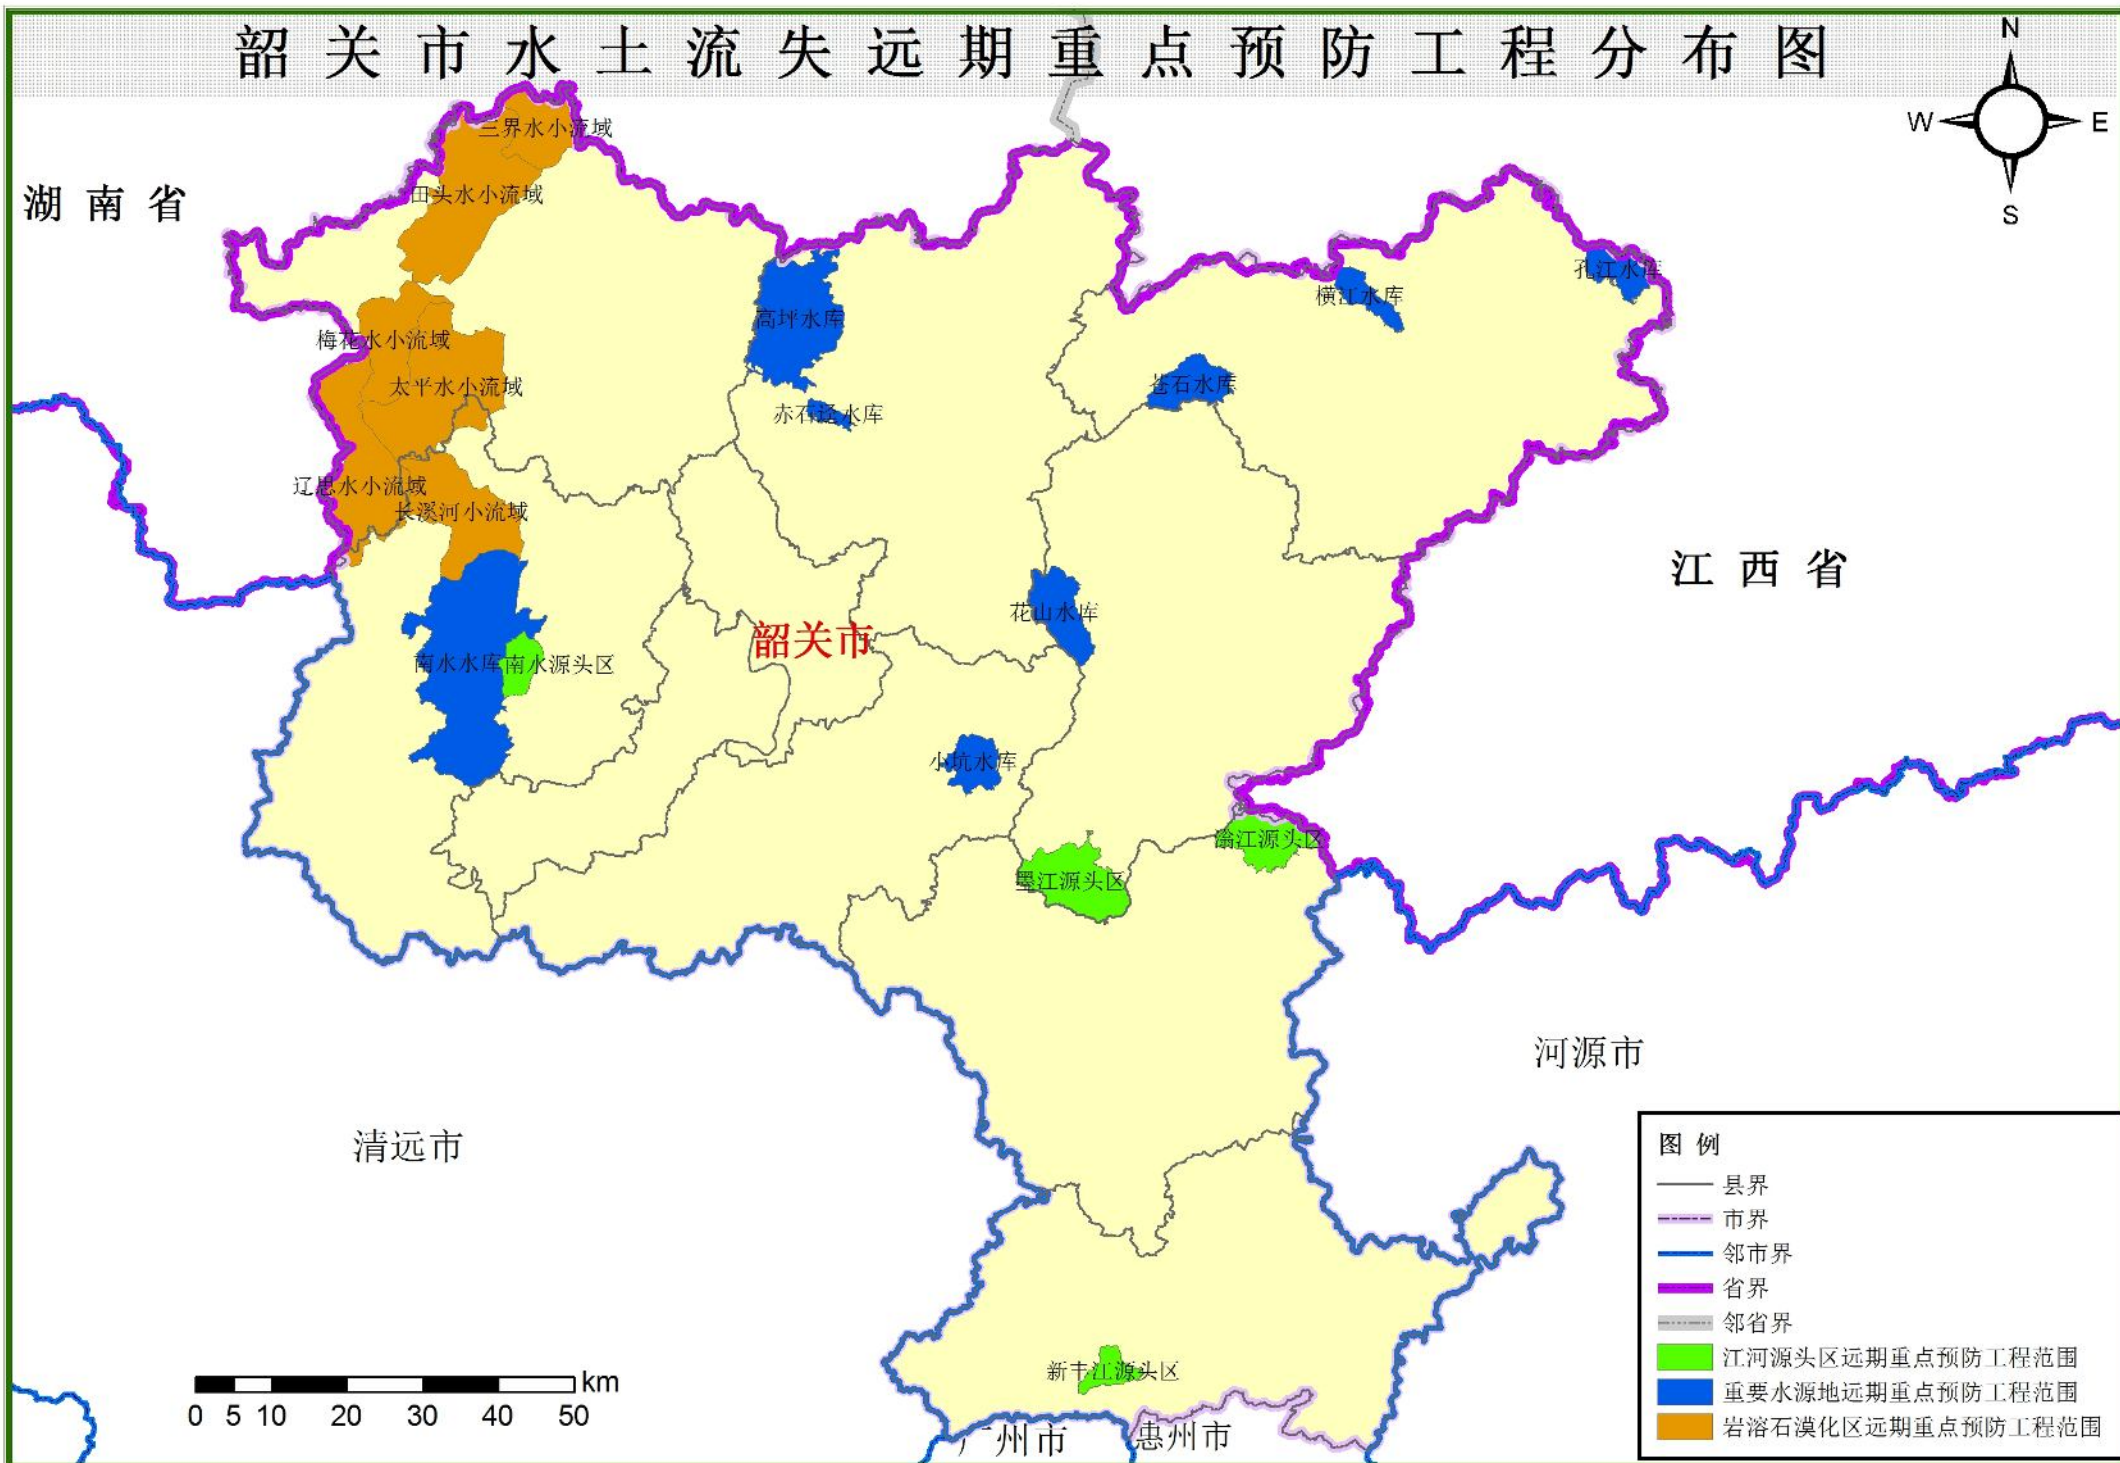 韶关市水土流失远期重点预防工程分布图
N
W
E
S
湖南省
三界水小流域
田头水小流域
孔江水库
横江水库
高坪水库
梅花水小流域
太平水小流域
苍石水库
赤石迳水库
辽思水小流域
长溪河小流域
江西省
花山水库
韶关市
南水水库
南水源头区
小坑水库
滃江源头区
墨江源头区
河源市
清远市
新丰江源头区
广州市
惠州市
km
0 5 10 20 30 40 50
图例
县界
市界
邻市界
省界
邻省界
江河源头区远期重点预防工程范围
重要水源地远期重点预防工程范围
岩溶石漠化区远期重点预防工程范围